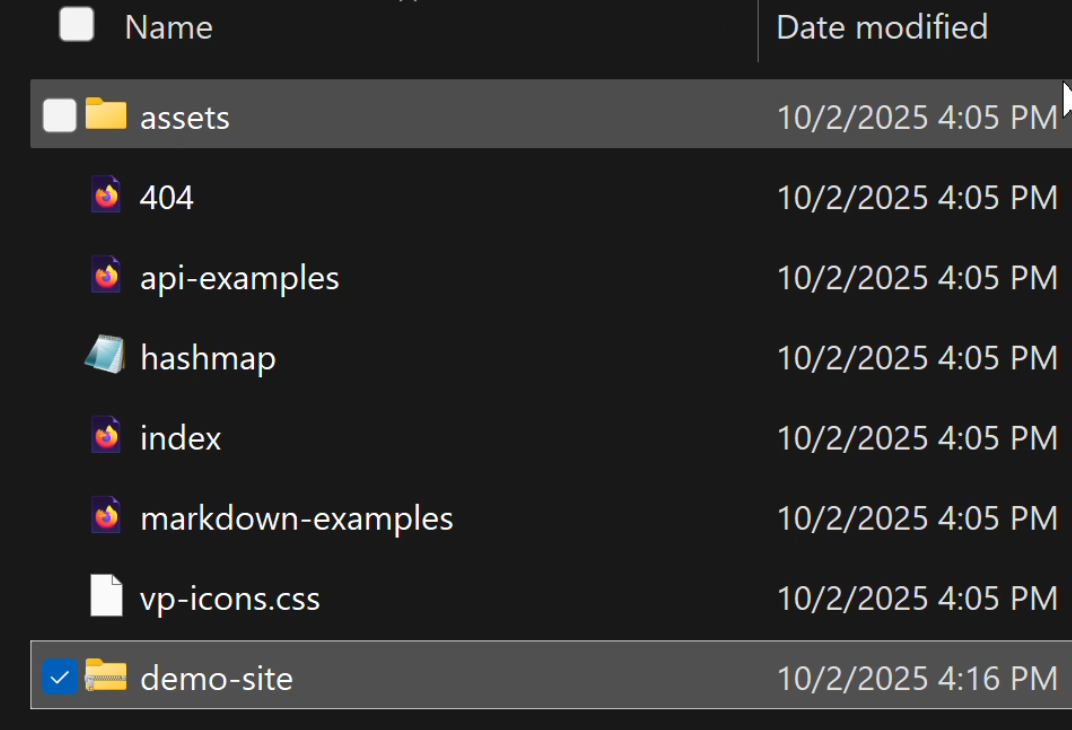 Name Date modified
assets 10/2/2025 4:05 PM
404 10/2/2025 4:05 PM
api-examples 10/2/2025 4:05 PM
hashmap 10/2/2025 4:05 PM
index 10/2/2025 4:05 PM
markdown-examples 10/2/2025 4:05 PM
vp-icons.css 10/2/2025 4:05 PM
demo-site 10/2/2025 4:16 PM